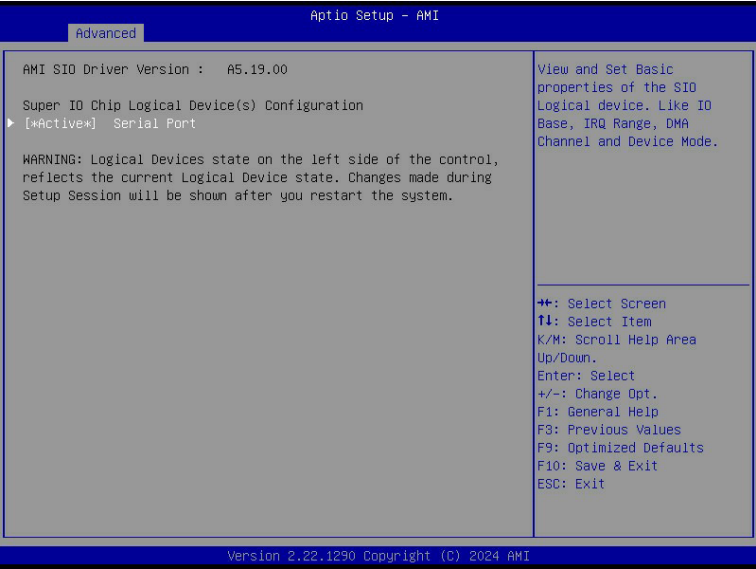 Aptio Setup – AMI
Advanced
AMI SIO Driver Version : A5.19.00
Super IO Chip Logical Device(s) Configuration
[*Active*] Serial Port
WARNING: Logical Devices state on the left side of the control,
reflects the current Logical Device state. Changes made during
Setup Session will be shown after you restart the system.
View and Set Basic
properties of the SIO
Logical device. Like IO
Base, IRQ Range, DMA
Channel and Device Mode.
→←: Select Screen
↑↓: Select Item
K/M: Scroll Help Area
Up/Down.
Enter: Select
+/-: Change Opt.
F1: General Help
F3: Previous Values
F9: Optimized Defaults
F10: Save & Exit
ESC: Exit
Version 2.22.1290 Copyright (C) 2024 AMI